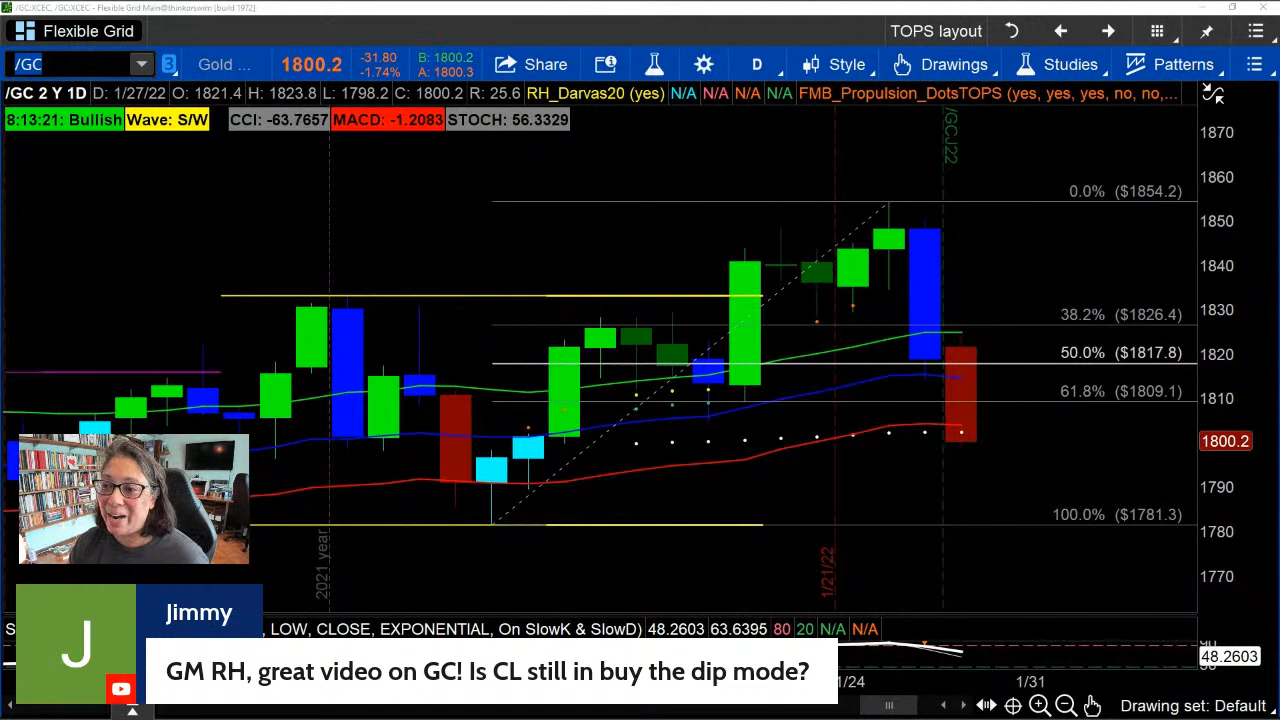 /GC:XCEC, /GC:XCEC - Flexible Grid Main@thinkorswim [build 1972]
Flexible Grid
TOPS layout
/GC
3
Gold ...
1800.2
-31.80
-1.74%
B: 1800.2
A: 1800.3
Share
D
Style
Drawings
Studies
Patterns
/GC 2 Y 1D D: 1/27/22 O: 1821.4 H: 1823.8 L: 1798.2 C: 1800.2 R: 25.6 RH_Darvas20 (yes) N/A N/A N/A N/A FMB_Propulsion_DotsTOPS (yes, yes, yes, no, no,...
8:13:21: Bullish Wave: S/W CCI: -63.7657 MACD: -1.2083 STOCH: 56.3329
/GCJ22
1870
1860
0.0% ($1854.2)
1850
1840
1830
38.2% ($1826.4)
1820
50.0% ($1817.8)
1810
61.8% ($1809.1)
1800.2
1790
100.0% ($1781.3)
1780
1770
2021 year
1/21/22
, LOW, CLOSE, EXPONENTIAL, On SlowK & SlowD) 48.2603 63.6395 80 20 N/A N/A
48.2603
J
Jimmy
GM RH, great video on GC! Is CL still in buy the dip mode?
1/24
1/31
Drawing set: Default